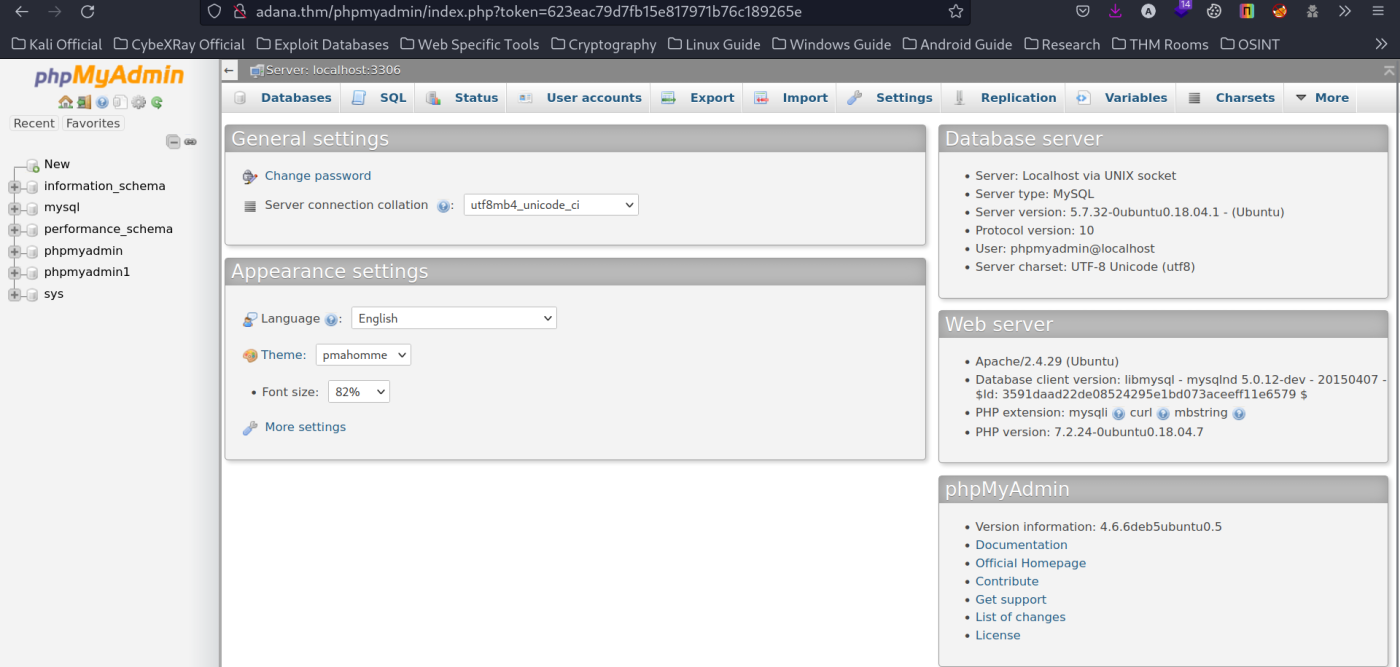 adana.thm/phpmyadmin/index.php?token=623eac79d7fb15e817971b76c189265e
14
Kali Official CybeXRay Official Exploit Databases Web Specific Tools Cryptography Linux Guide Windows Guide Android Guide Research THM Rooms OSINT
phpMyAdmin
Recent Favorites
New
information_schema
mysql
performance_schema
phpmyadmin
phpmyadmin1
sys
Server: localhost:3306
Databases SQL Status User accounts Export Import Settings Replication Variables Charsets More
General settings
Change password
Server connection collation : utf8mb4_unicode_ci
Appearance settings
Language : English
Theme: pmahomme
• Font size: 82%
More settings
Database server
• Server: Localhost via UNIX socket
• Server type: MySQL
• Server version: 5.7.32-0ubuntu0.18.04.1 - (Ubuntu)
• Protocol version: 10
• User: phpmyadmin@localhost
• Server charset: UTF-8 Unicode (utf8)
Web server
• Apache/2.4.29 (Ubuntu)
• Database client version: libmysql - mysqlnd 5.0.12-dev - 20150407 -
$Id: 3591daad22de08524295e1bd073aceeff11e6579 $
• PHP extension: mysqli curl mbstring
• PHP version: 7.2.24-0ubuntu0.18.04.7
phpMyAdmin
• Version information: 4.6.6deb5ubuntu0.5
• Documentation
• Official Homepage
• Contribute
• Get support
• List of changes
• License